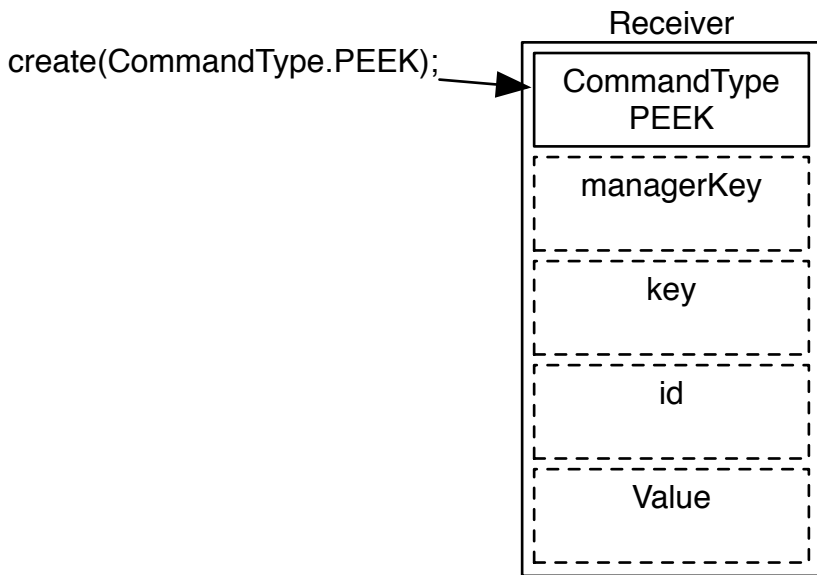 Receiver
create(CommandType.PEEK);
CommandType
PEEK
managerKey
key
id
Value